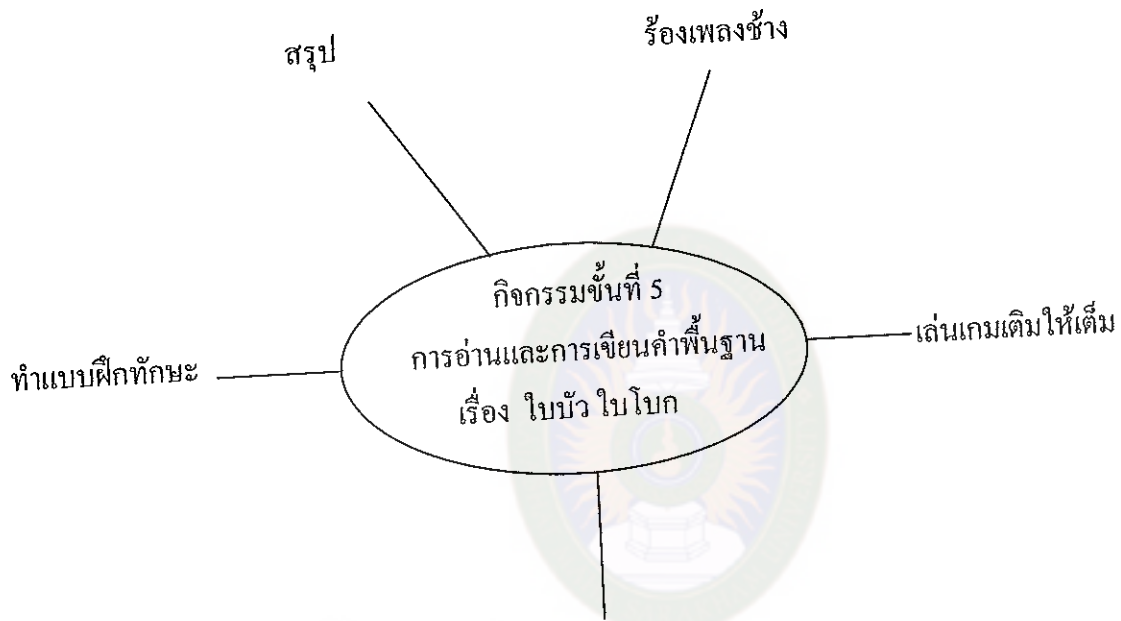 สรุป
ร้องเพลงช้าง
กิจกรรมขั้นที่ 5
การอ่านและการเขียนคำพื้นฐาน
เรื่อง ใบบัว ใบโบก
เล่นเกมเติมให้เต็ม
ทำแบบฝึกทักษะ